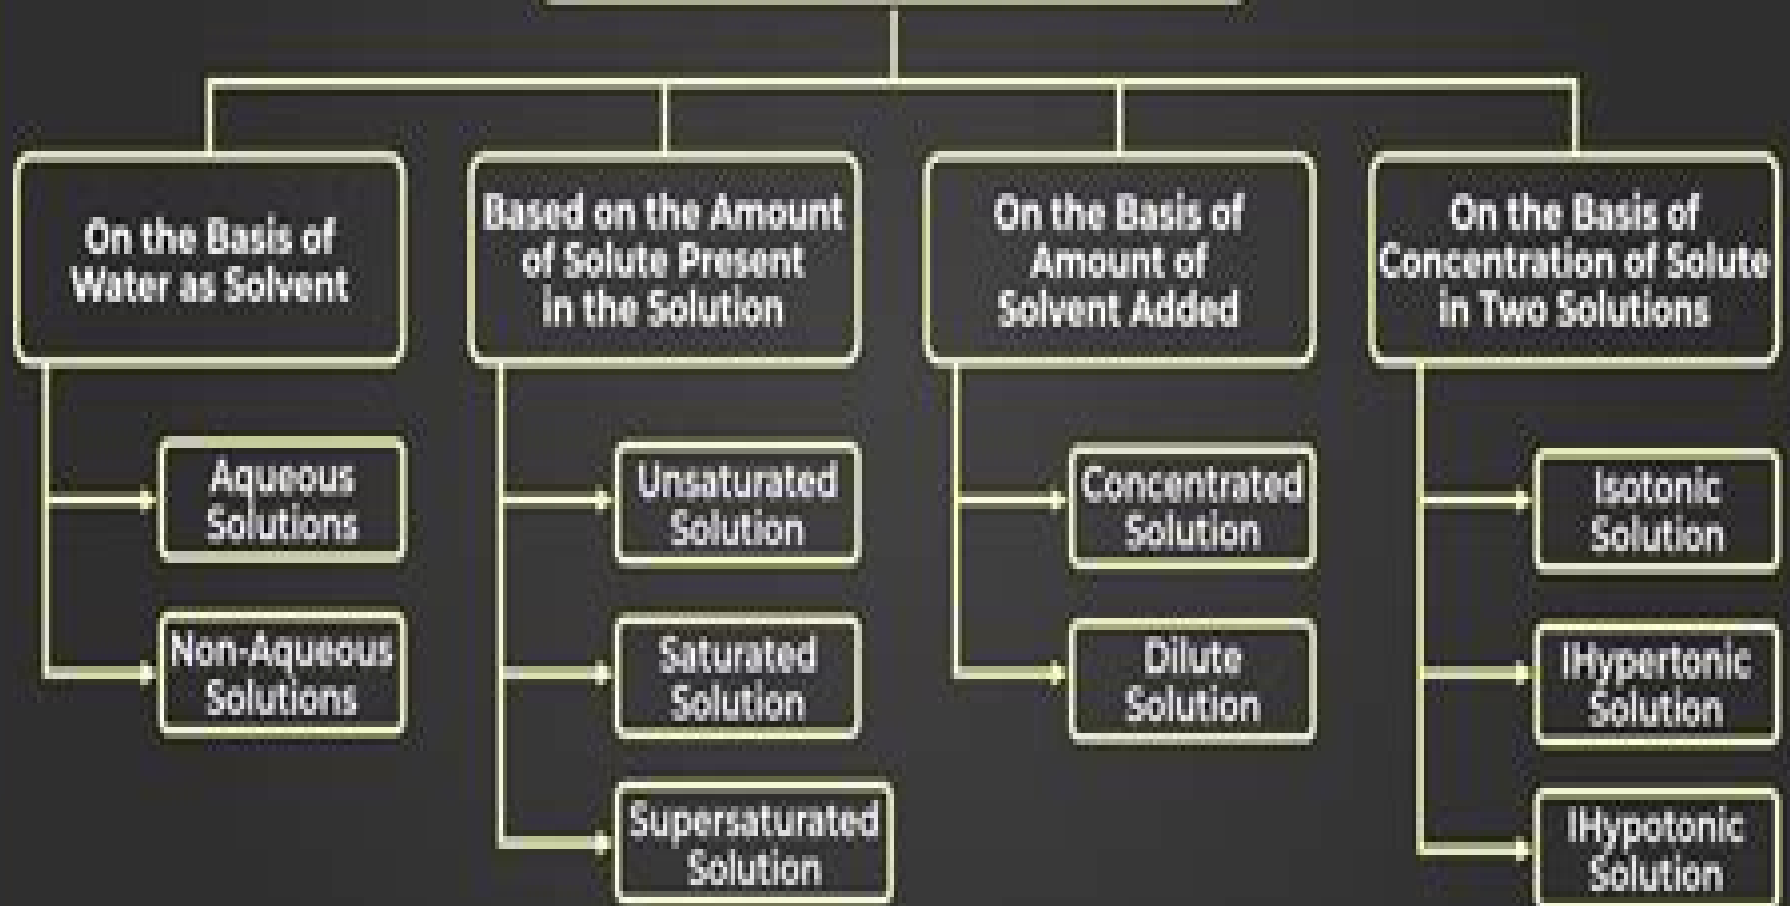 On the Basis of
Water as Solvent
Aqueous
Solutions
Non-Aqueous
Solutions
Based on the Amount
of Solute Present
in the Solution
Unsaturated
Solution
Saturated
Solution
Supersaturated
Solution
On the Basis of
Amount of
Solvent Added
Concentrated
Solution
Dilute
Solution
On the Basis of
Concentration of Solute
in Two Solutions
Isotonic
Solution
IHypertonic
Solution
IHypotonic
Solution